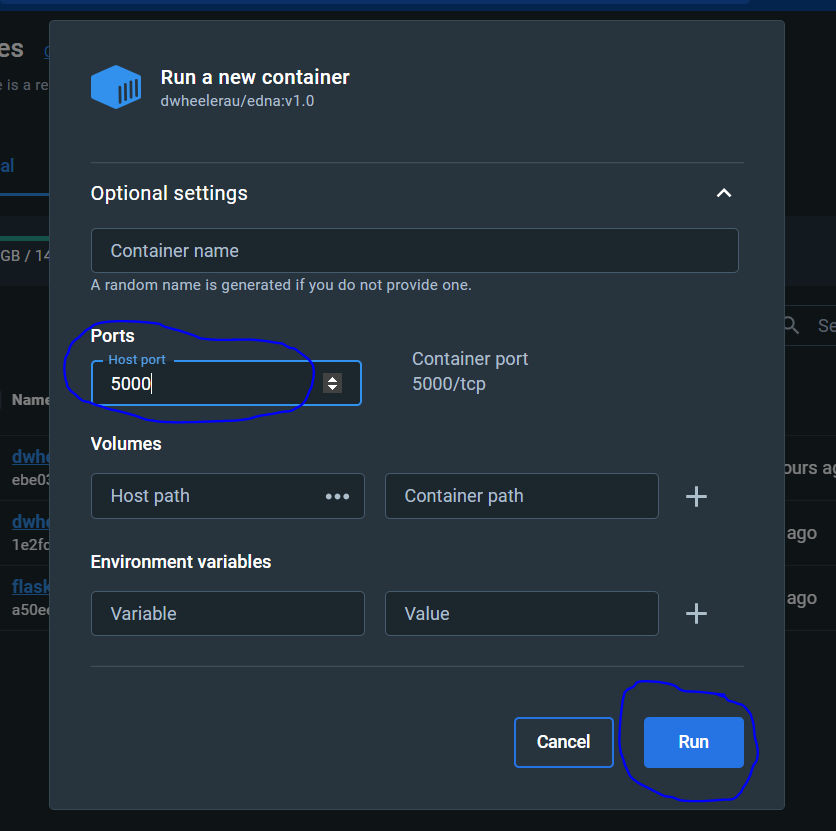 es
Run a new container
dwheelerau/edna:v1.0
e is a re
al
Optional settings
GB / 14
Container name
A random name is generated if you do not provide one.
Se
Ports
Host port
5000
Container port
5000/tcp
Name
Volumes
dwhe
ours ag
ebe03
Host path
Container path
dwhe
ago
1e2fd
Environment variables
flask
ago
a50ee
Variable
Value
Cancel
Run